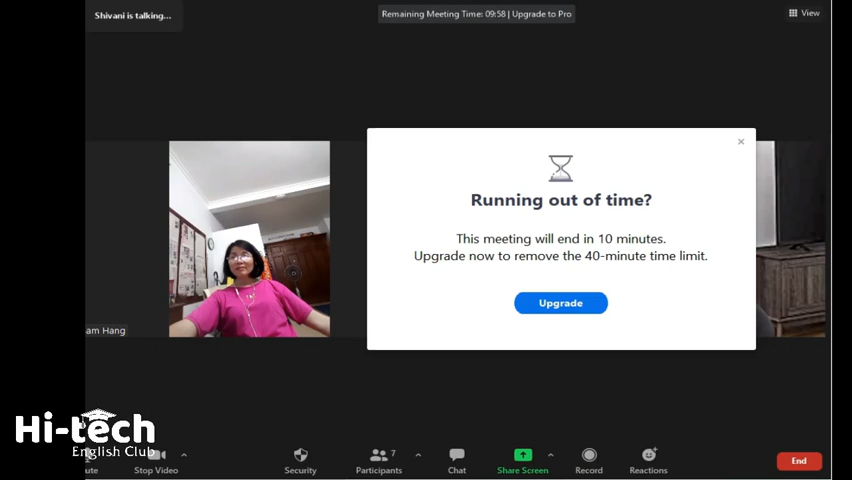 Shivani is talking...
Remaining Meeting Time: 09:58 | Upgrade to Pro
View
Running out of time?
This meeting will end in 10 minutes.
Upgrade now to remove the 40-minute time limit.
Upgrade
am Hang
Hi-tech
English Club
ute
Stop Video
Security
7
Participants
Chat
Share Screen
Record
Reactions
End